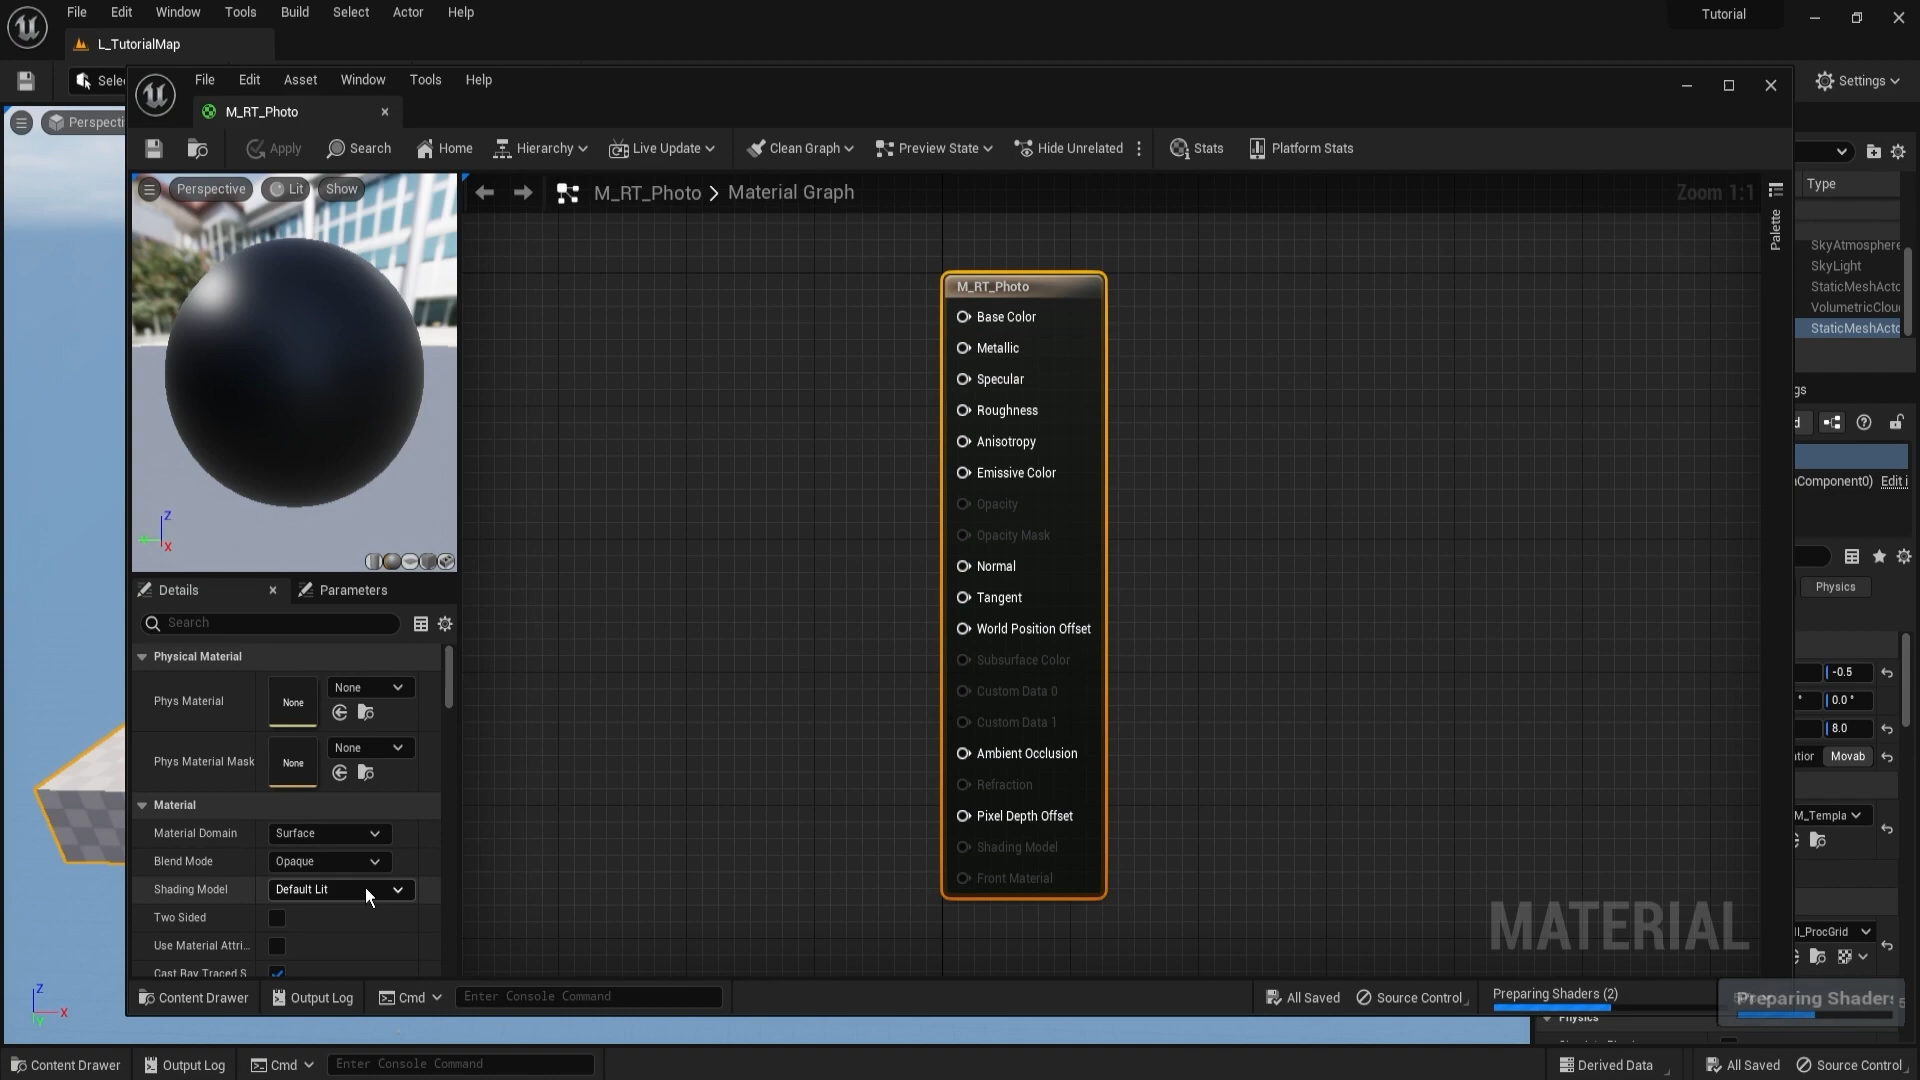 File Edit Window Tools Build Select Actor Help
Tutorial
L_TutorialMap
Settings
File Edit Asset Window Tools Help
M_RT_Photo
Apply Search Home Hierarchy Live Update Clean Graph Preview State Hide Unrelated Stats Platform Stats
Perspective Lit Show
M_RT_Photo > Material Graph
Zoom 1:1
Palette
Type
SkyLight
M_RT_Photo
Base Color
Metallic
Specular
Roughness
Anisotropy
Emissive Color
Opacity
Opacity Mask
Normal
Tangent
World Position Offset
Subsurface Color
Custom Data 0
Custom Data 1
Ambient Occlusion
Refraction
Pixel Depth Offset
Shading Model
Front Material
MATERIAL
Z
X
Details Parameters
Search
Physical Material
Phys Material None None
Phys Material Mask None None
Material
Material Domain Surface
Blend Mode Opaque
Shading Model Default Lit
Two Sided
Use Material Attri...
Cast Ray Traced S
Edit i
Physics
-0.5
0.0 °
8.0
Movab
M_Templa
ll_ProcGrid
Content Drawer Output Log Cmd Enter Console Command All Saved Source Control Preparing Shaders (2)
Preparing Shaders
Physics
Z
X
Y
Content Drawer Output Log Cmd Enter Console Command Derived Data All Saved Source Control